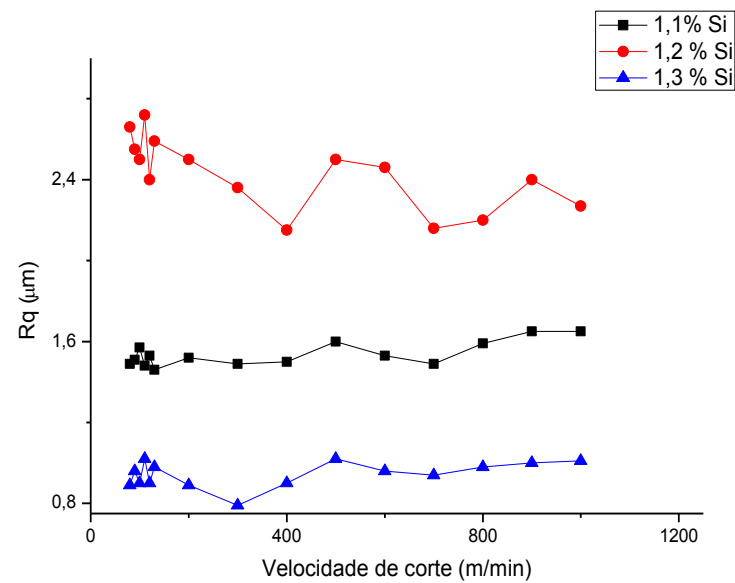 1,1% Si
1,2 % Si
1,3 % Si
2,4
1,6
0,8
Rq (μm)
0
400
800
1200
Velocidade de corte (m/min)